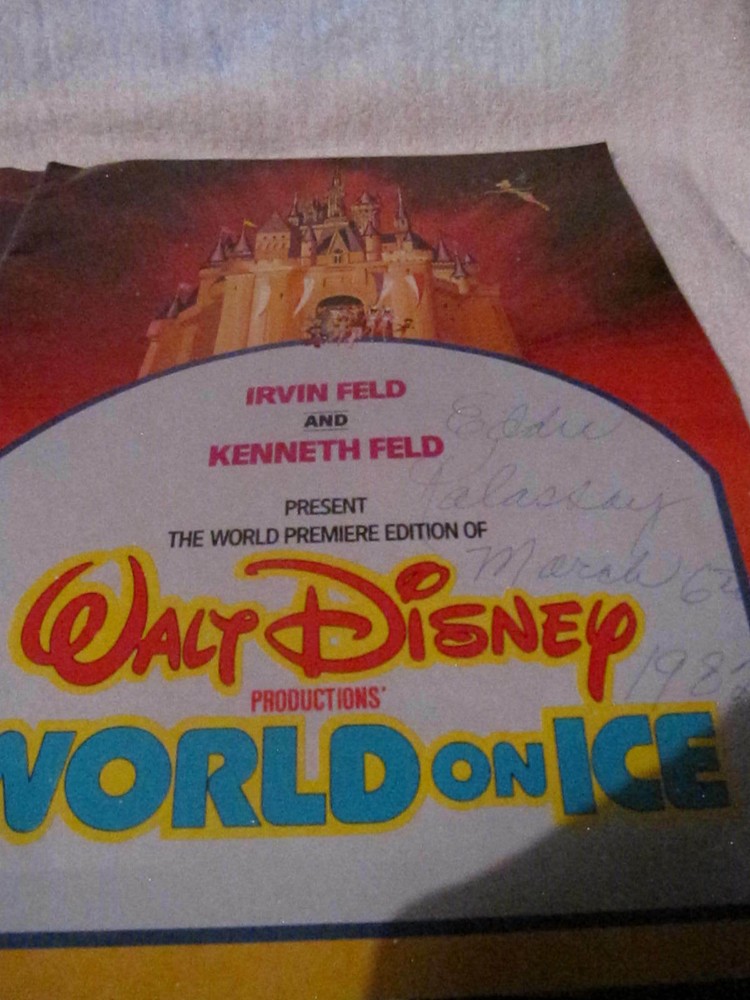 IRVIN FELD
AND
KENNETH FELD
PRESENT
THE WORLD PREMIERE EDITION OF
WALT DISNEY
PRODUCTIONS'
WORLD ON ICE
Eddie
March 6th